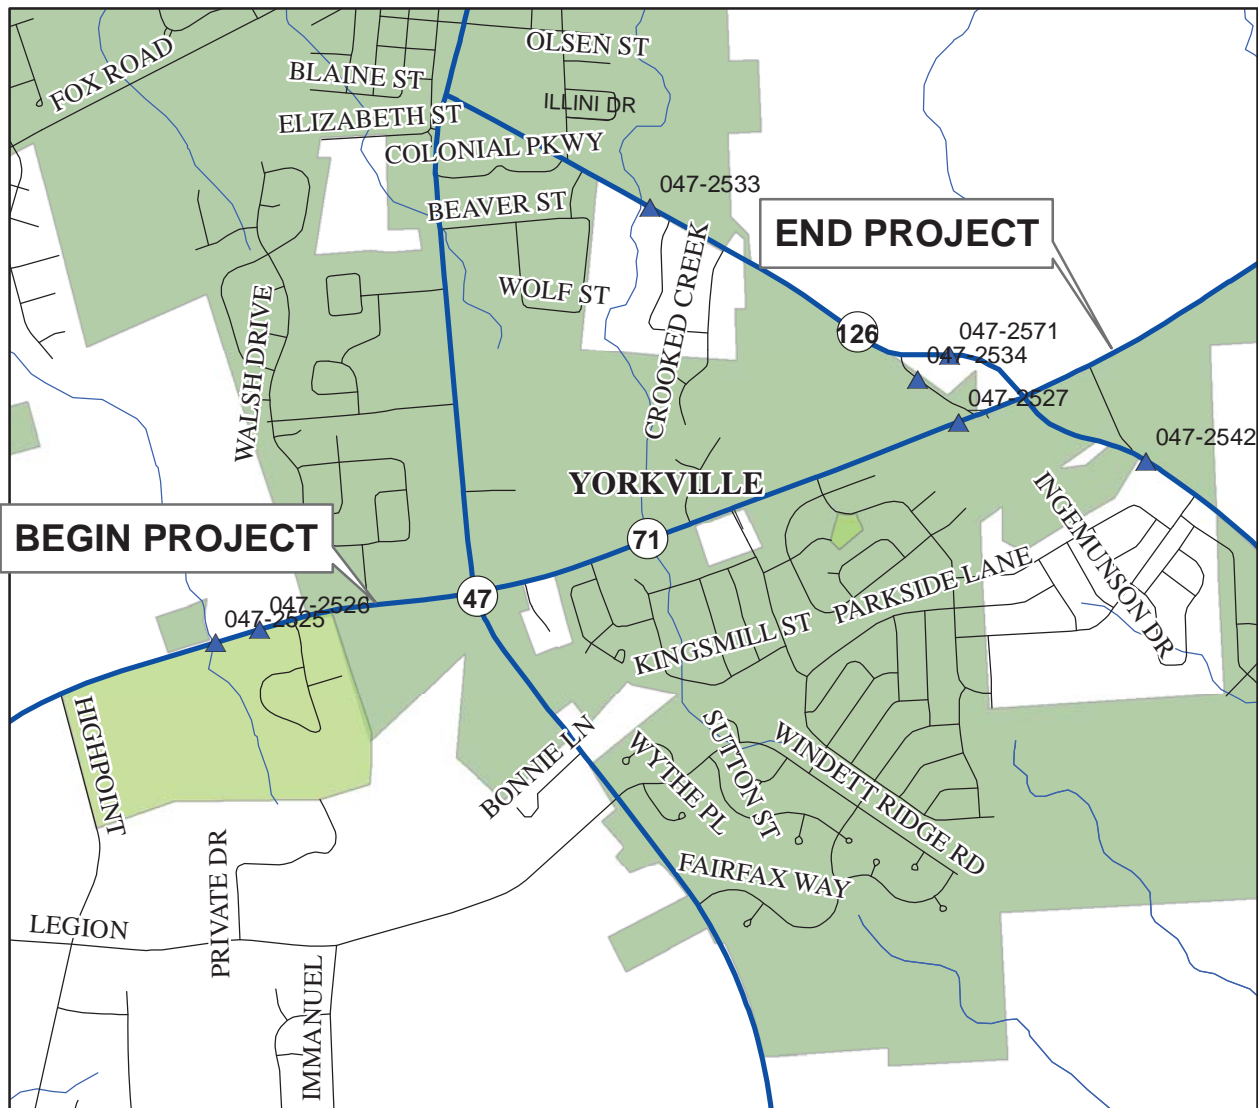 OLSEN ST
FOX ROAD
BLAINE ST
ILLINI DR
ELIZABETH ST
COLONIAL PKWY
047-2533
BEAVER ST
END PROJECT
CROOKED CREEK
WOLF ST
WALSH DRIVE
126
047-2571
047-2534
047-2527
047-2542
YORKVILLE
INGEMUNSON DR
BEGIN PROJECT
71
PARKSIDE LANE
47
047-2526
047-2525
KINGSMILL ST
HIGHPOINT
BONNIE LN
WYTHE PL
SUTTON ST
WINDETT RIDGE RD
PRIVATE DR
FAIRFAX WAY
LEGION
IMMANUEL